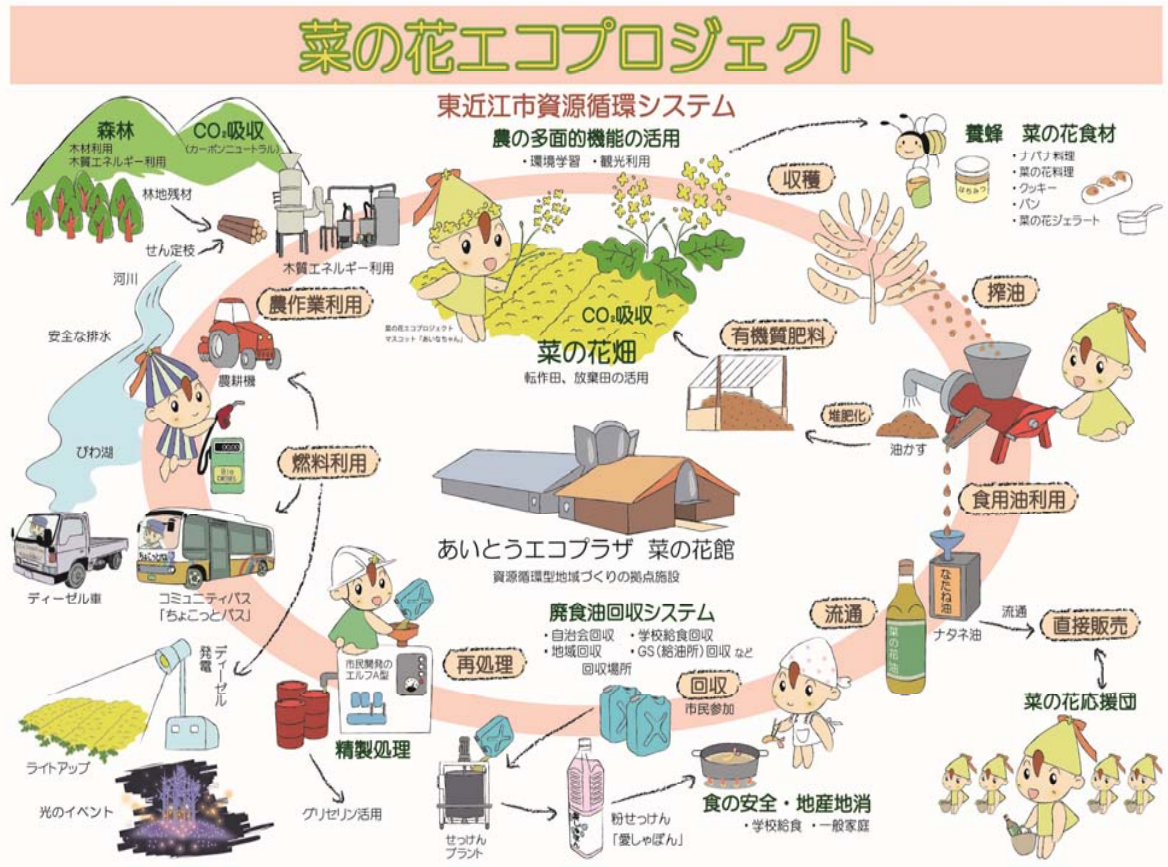 菜の花エコプロジェクト
東近江市資源循環システム
農の多面的機能の活用
・環境学習 ・観光利用
森林
木材利用
木質エネルギー利用
CO₂吸収
(カーボンニュートラル)
林地残材
せん定枝
木質エネルギー利用
養蜂 菜の花食材
・ナバナ料理
・菜の花料理
・クッキー
・パン
・菜の花ジェラート
はちみつ
収穫
搾油
河川
安全な排水
びわ湖
農作業利用
農耕機
菜の花エコプロジェクト
マスコット「あいなちゃん」
CO₂吸収
菜の花畑
転作田、放棄田の活用
有機質肥料
堆肥化
油かす
燃料利用
BIO
DIESEL
食用油利用
あいとうエコプラザ 菜の花館
資源循環型地域づくりの拠点施設
ちょこっとバス
ディーゼル車
コミュニティバス
「ちょこっとバス」
なたね油
菜の花油
ナタネ油
流通
流通
直接販売
菜の花応援団
廃食油回収システム
・自治会回収 ・学校給食回収
・地域回収 ・GS(給油所)回収 など
回収場所
回収
市民参加
再処理
市民開発の
エルフA型
精製処理
ディーゼル
発電
ライトアップ
光のイベント
グリセリン活用
せっけん
プラント
粉せっけん
「愛しゃぼん」
食の安全・地産地消
・学校給食 ・一般家庭